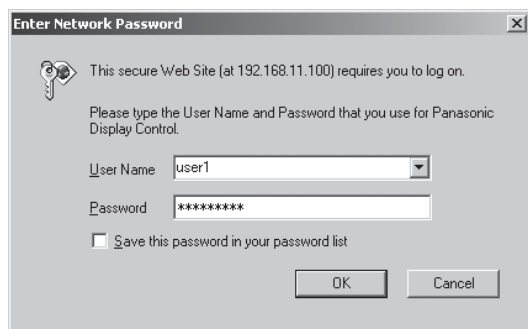 Enter Network Password
This secure Web Site (at 192.168.11.100) requires you to log on.
Please type the User Name and Password that you use for Panasonic
Display Control.
User Name user1
Password *********
Save this password in your password list
OK Cancel